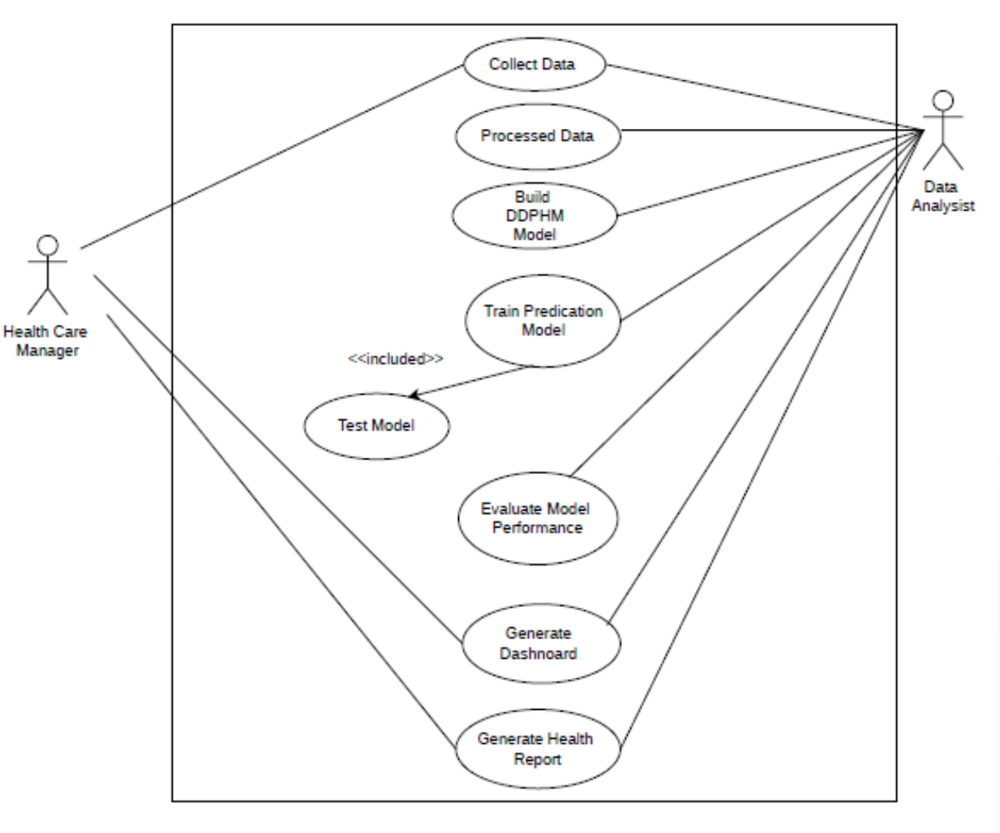 Collect Data
Processed Data
Build
DDPHM
Model
Data
Analysist
Train Predication
Model
Health Care
Manager
<<included>>
Test Model
Evaluate Model
Performance
Generate
Dashnoard
Generate Health
Report